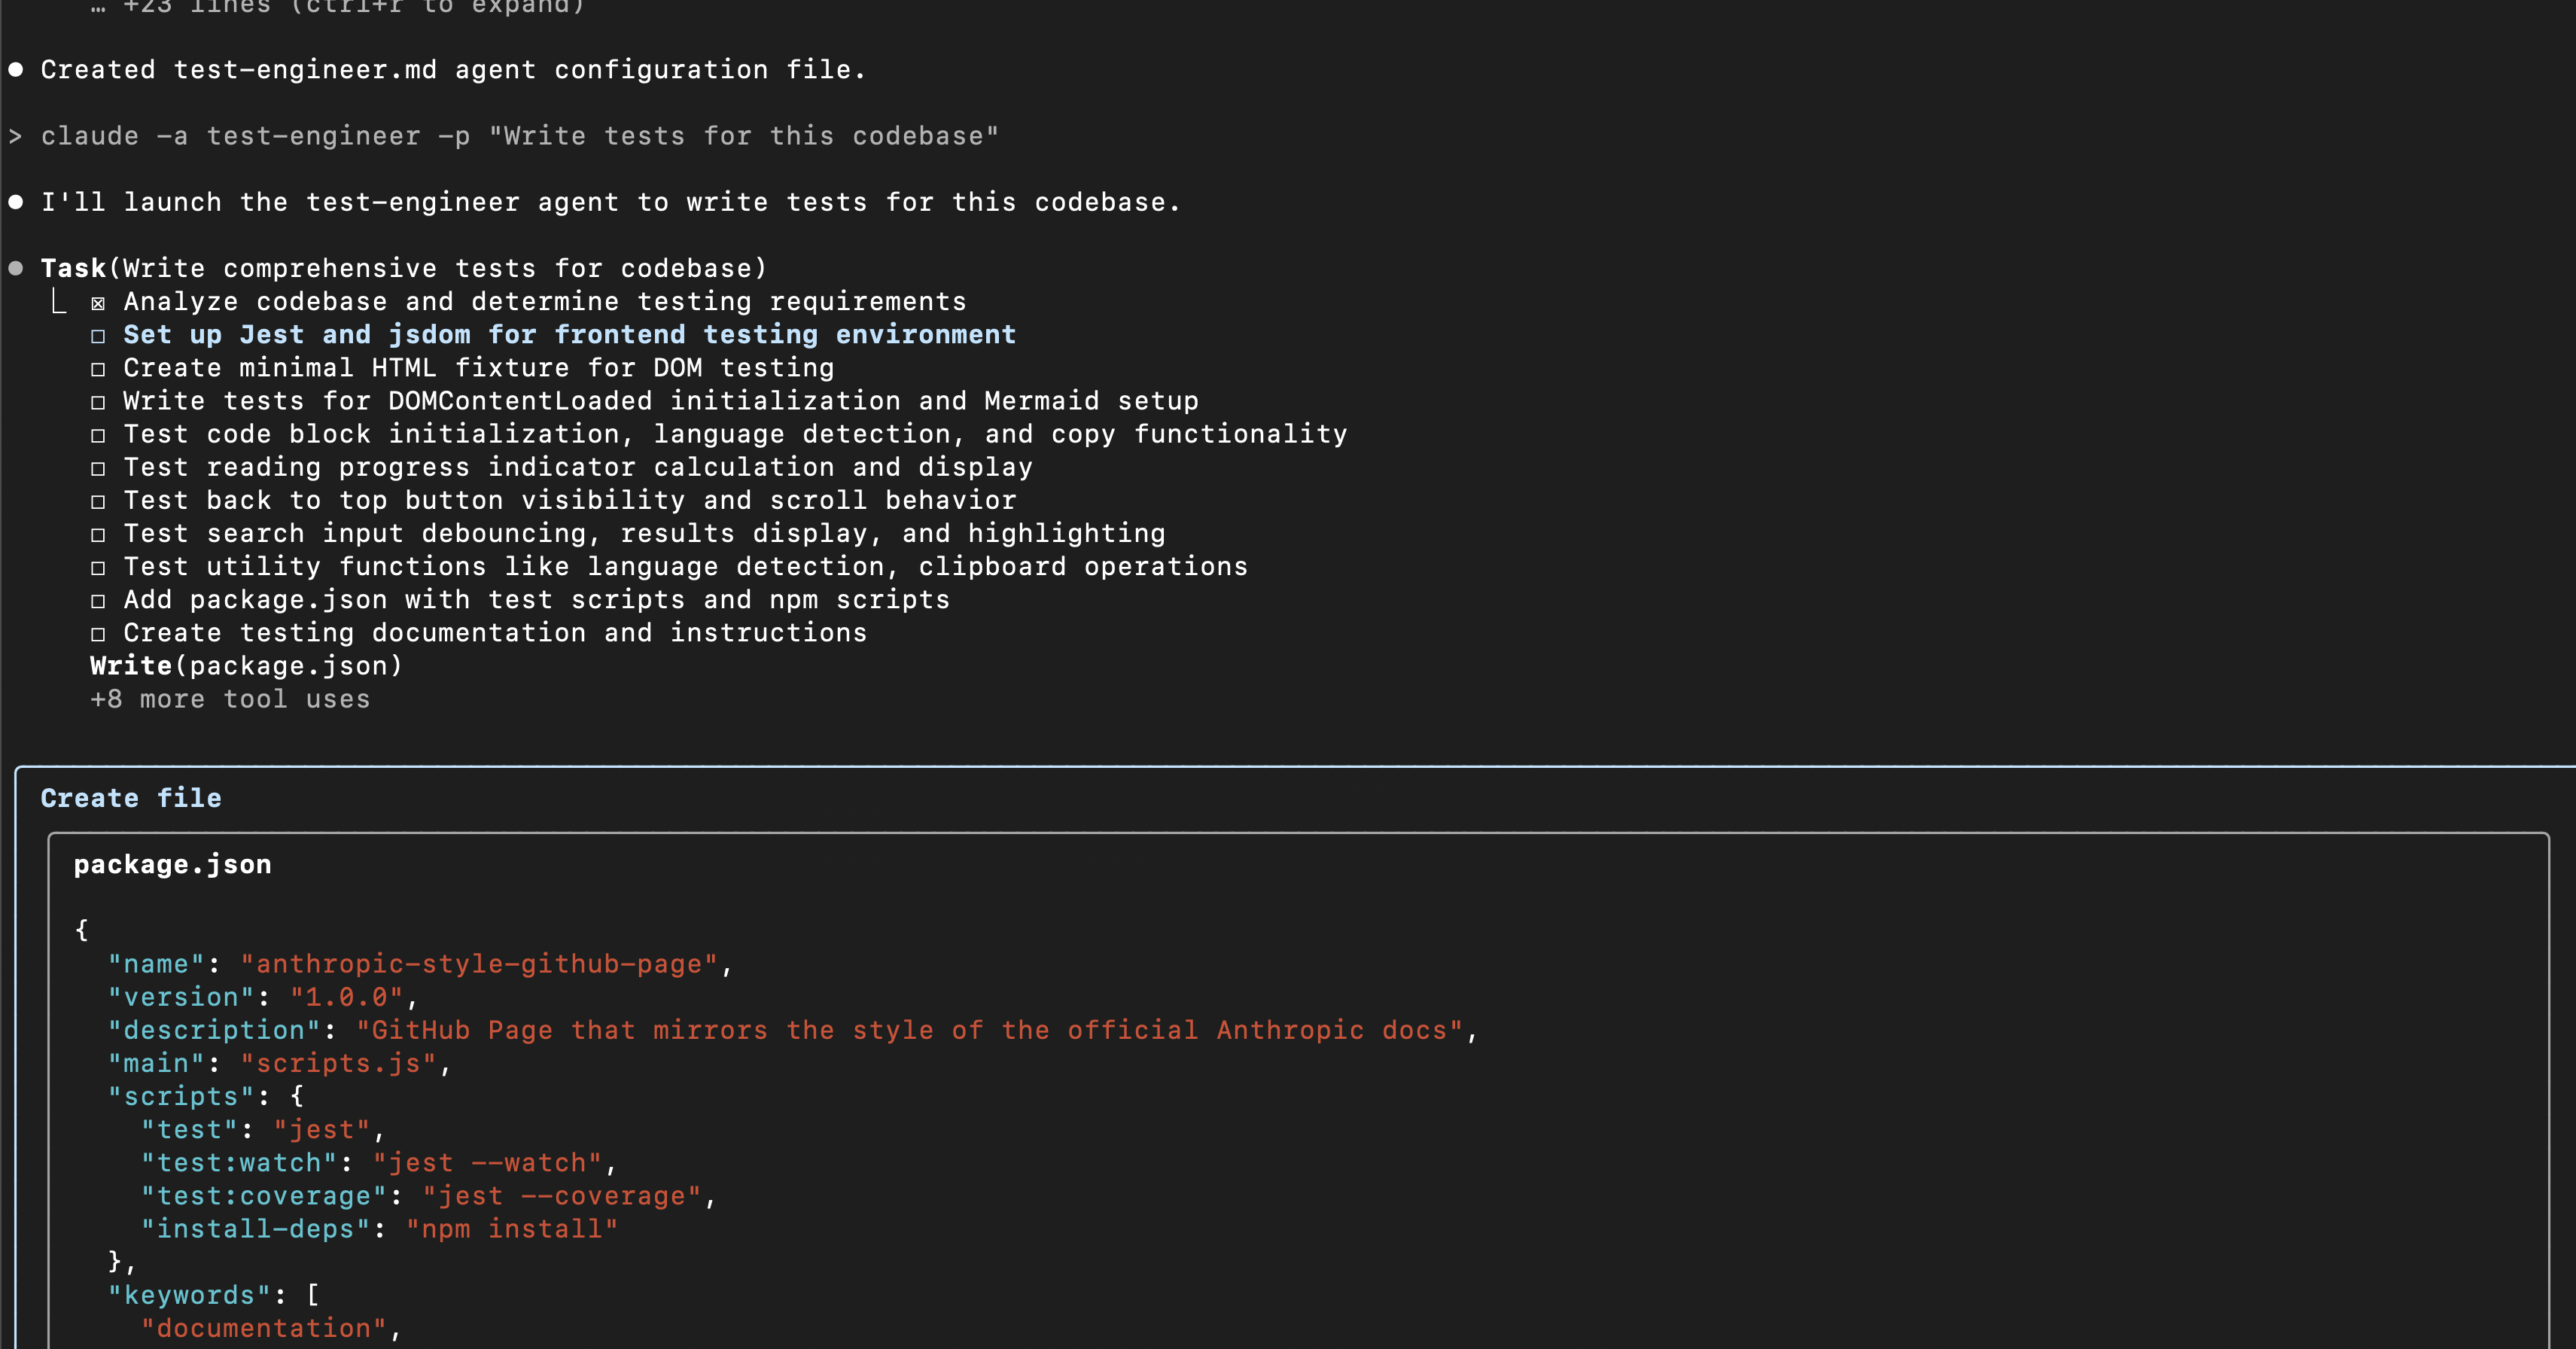 … +23 lines (ctrl+r to expand)
● Created test-engineer.md agent configuration file.
> claude -a test-engineer -p "Write tests for this codebase"
● I'll launch the test-engineer agent to write tests for this codebase.
● Task(Write comprehensive tests for codebase)
⎿ ☒ Analyze codebase and determine testing requirements
☐ Set up Jest and jsdom for frontend testing environment
☐ Create minimal HTML fixture for DOM testing
☐ Write tests for DOMContentLoaded initialization and Mermaid setup
☐ Test code block initialization, language detection, and copy functionality
☐ Test reading progress indicator calculation and display
☐ Test back to top button visibility and scroll behavior
☐ Test search input debouncing, results display, and highlighting
☐ Test utility functions like language detection, clipboard operations
☐ Add package.json with test scripts and npm scripts
☐ Create testing documentation and instructions
Write(package.json)
+8 more tool uses
Create file
package.json
{
"name": "anthropic-style-github-page",
"version": "1.0.0",
"description": "GitHub Page that mirrors the style of the official Anthropic docs",
"main": "scripts.js",
"scripts": {
"test": "jest",
"test:watch": "jest --watch",
"test:coverage": "jest --coverage",
"install-deps": "npm install"
},
"keywords": [
"documentation",